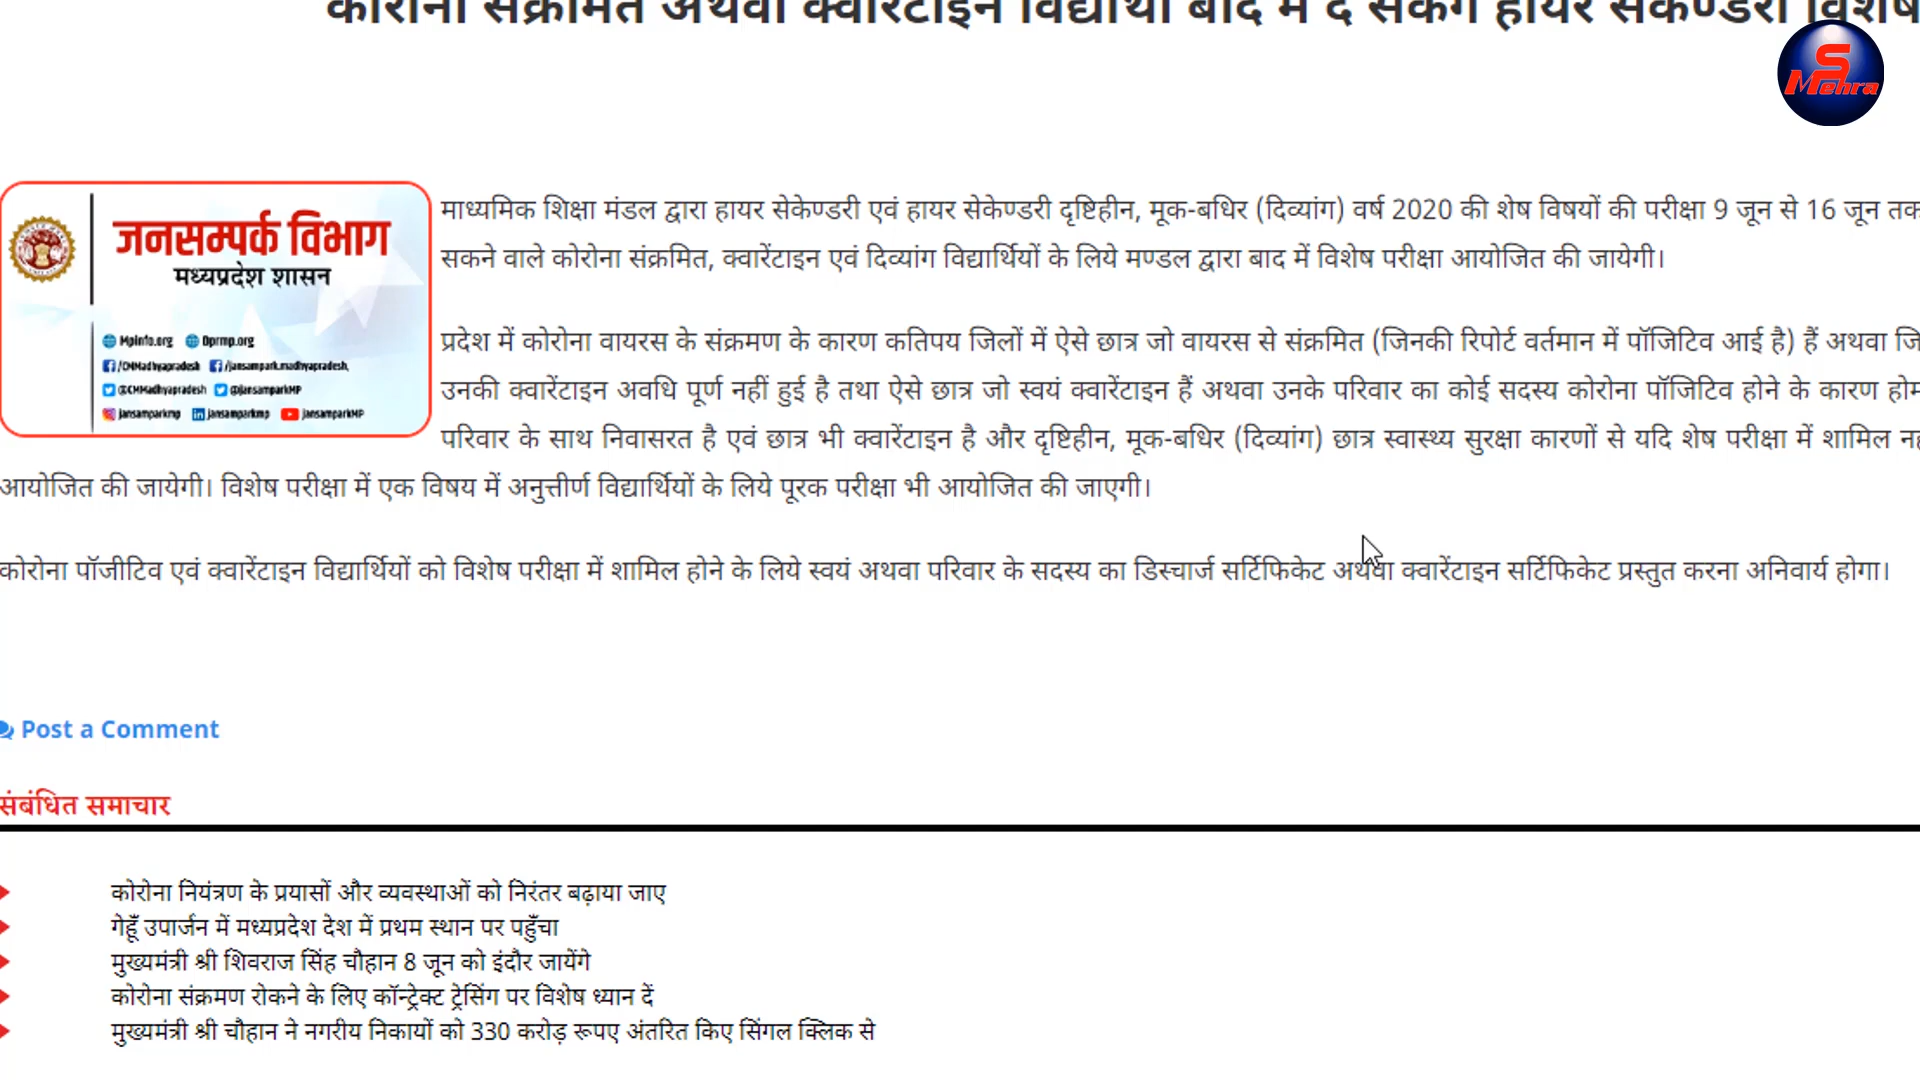 कोरोना संक्रमित अथवा क्वारेंटाइन विद्यार्थी बाद में दे सकेंगे हायर सेकेण्डरी विशेष
S
Mehra
जनसम्पर्क विभाग
मध्यप्रदेश शासन
Mpinfo.org Dprmp.org
/CMMadhyapradesh /jansampark.madhyapradesh,
@CMMadhyapradesh @jansamparkMP
jansamparkmp jansamparkmp jansamparkMP
माध्यमिक शिक्षा मंडल द्वारा हायर सेकेण्डरी एवं हायर सेकेण्डरी दृष्टिहीन, मूक-बधिर (दिव्यांग) वर्ष 2020 की शेष विषयों की परीक्षा 9 जून से 16 जून तक
सकने वाले कोरोना संक्रमित, क्वारेंटाइन एवं दिव्यांग विद्यार्थियों के लिये मण्डल द्वारा बाद में विशेष परीक्षा आयोजित की जायेगी।
प्रदेश में कोरोना वायरस के संक्रमण के कारण कतिपय जिलों में ऐसे छात्र जो वायरस से संक्रमित (जिनकी रिपोर्ट वर्तमान में पॉजिटिव आई है) हैं अथवा
उनकी क्वारेंटाइन अवधि पूर्ण नहीं हुई है तथा ऐसे छात्र जो स्वयं क्वारेंटाइन हैं अथवा उनके परिवार का कोई सदस्य कोरोना पॉजिटिव होने के कारण होम
परिवार के साथ निवासरत है एवं छात्र भी क्वारेंटाइन है और दृष्टिहीन, मूक-बधिर (दिव्यांग) छात्र स्वास्थ्य सुरक्षा कारणों से यदि शेष परीक्षा में शामिल
आयोजित की जायेगी। विशेष परीक्षा में एक विषय में अनुत्तीर्ण विद्यार्थियों के लिये पूरक परीक्षा भी आयोजित की जाएगी।
कोरोना पॉजीटिव एवं क्वारेंटाइन विद्यार्थियों को विशेष परीक्षा में शामिल होने के लिये स्वयं अथवा परिवार के सदस्य का डिस्चार्ज सर्टिफिकेट अथवा क्वारेंटाइन सर्टिफिकेट प्रस्तुत करना अनिवार्य होगा।
Post a Comment
संबंधित समाचार
कोरोना नियंत्रण के प्रयासों और व्यवस्थाओं को निरंतर बढ़ाया जाए
गेहूँ उपार्जन में मध्यप्रदेश देश में प्रथम स्थान पर पहुँचा
मुख्यमंत्री श्री शिवराज सिंह चौहान 8 जून को इंदौर जायेंगे
कोरोना संक्रमण रोकने के लिए कॉन्ट्रेक्ट ट्रेसिंग पर विशेष ध्यान दें
मुख्यमंत्री श्री चौहान ने नगरीय निकायों को 330 करोड़ रूपए अंतरित किए सिंगल क्लिक से